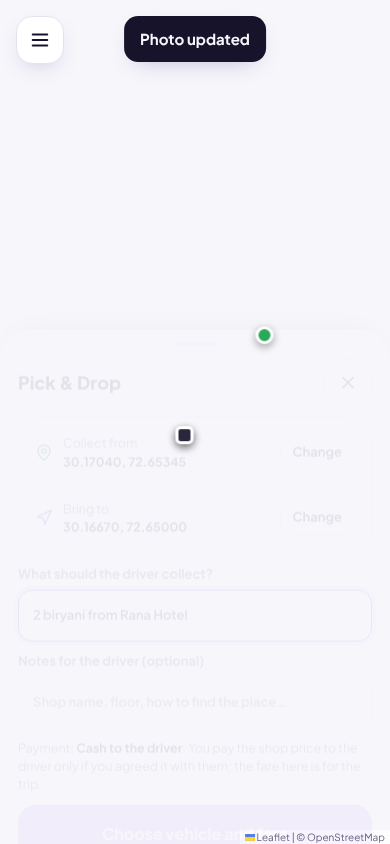 Photo updated
Pick & Drop
Collect from
30.17040, 72.65345
Change
Bring to
30.16670, 72.65000
Change
What should the driver collect?
2 biryani from Rana Hotel
Notes for the driver (optional)
Shop name, floor, how to find the place…
Payment: Cash to the driver. You pay the shop price to the
driver only if you agreed it with them; the fare here is for the
trip.
Choose vehicle
Leaflet | © OpenStreetMap